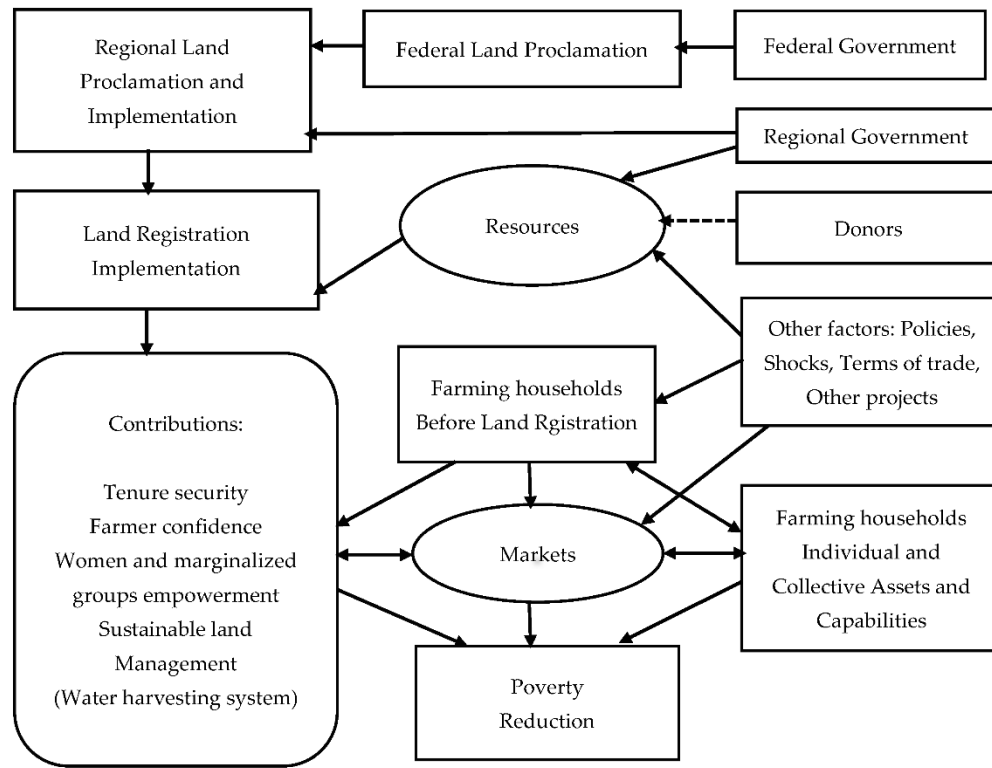 Regional Land
Proclamation and
Implementation
Federal Land Proclamation
Federal Government
Regional Government
Land Registration
Implementation
Resources
Donors
Other factors: Policies,
Shocks, Terms of trade,
Other projects
Farming households
Before Land Rgistration
Contributions:
Tenure security
Farmer confidence
Women and marginalized
groups empowerment
Sustainable land
Management
(Water harvesting system)
Markets
Farming households
Individual and
Collective Assets and
Capabilities
Poverty
Reduction